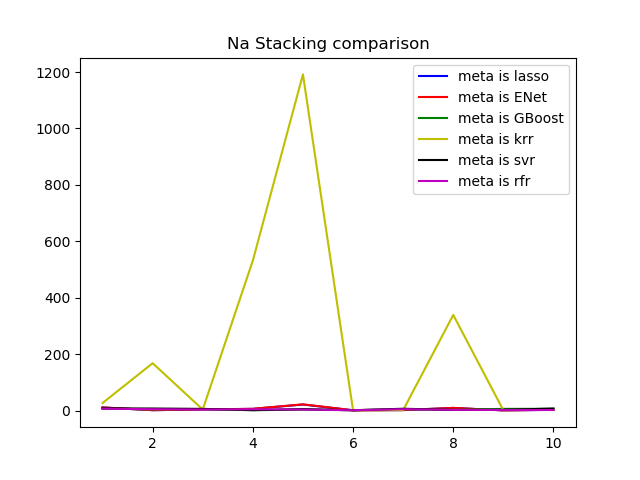 Na Stacking comparison
1200
1000
800
600
400
200
0
2
4
6
8
10
meta is lasso
meta is ENet
meta is GBoost
meta is krr
meta is svr
meta is rfr